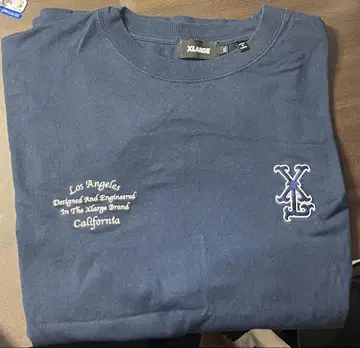 XLARGE
Los Angeles
Designed And Engineered
In The Xlarge Brand
California
XL